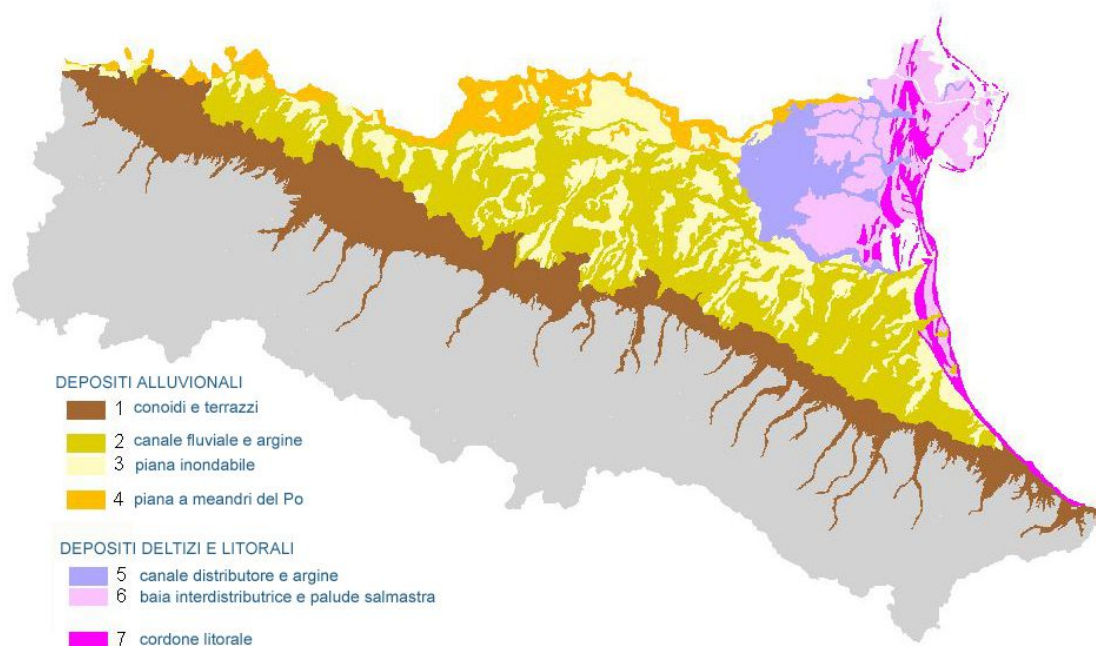 DEPOSITI ALLUVIONALI
1 conoidi e terrazzi
2 canale fluviale e argine
3 piana inondabile
4 piana a meandri del Po
DEPOSITI DELTIZI E LITORALI
5 canale distributore e argine
6 baia interdistributrice e palude salmastra
7 cordone litorale